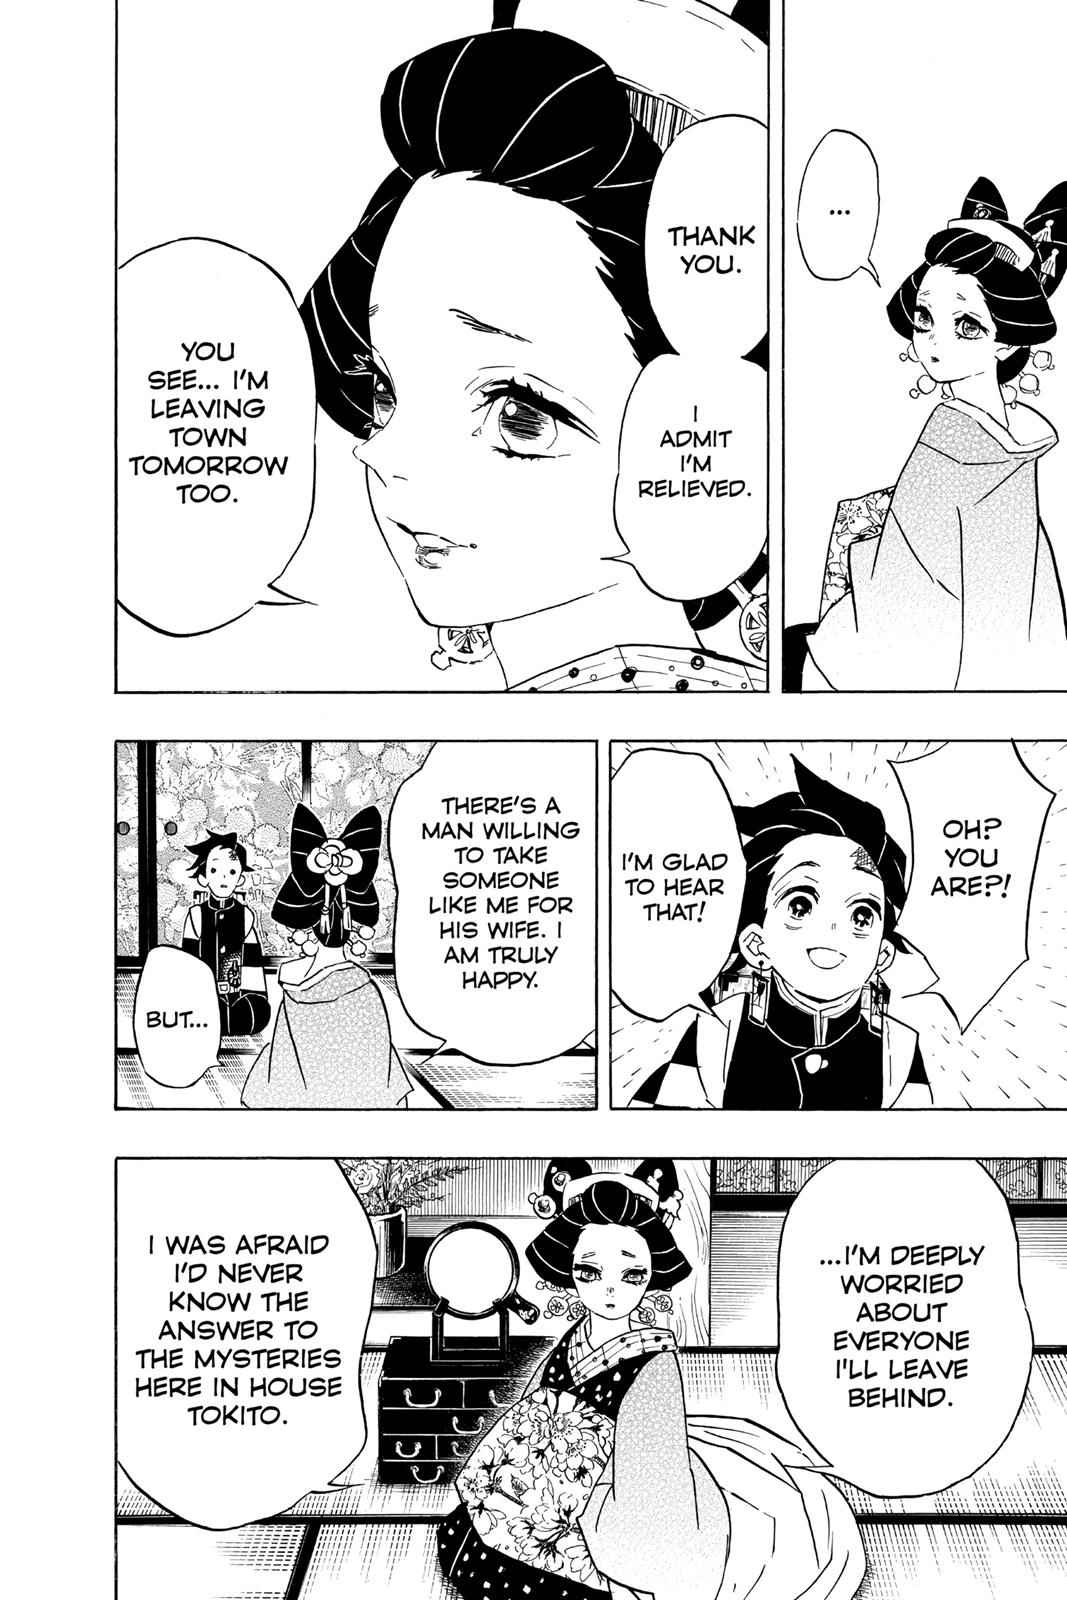 ...
THANK
YOU.
I
ADMIT
I'M
RELIEVED.
YOU
SEE... I'M
LEAVING
TOWN
TOMORROW
TOO.
OH?
YOU
ARE?!
I'M GLAD
TO HEAR
THAT!
THERE'S A
MAN WILLING
TO TAKE
SOMEONE
LIKE ME FOR
HIS WIFE. I
AM TRULY
HAPPY.
BUT...
...I'M DEEPLY
WORRIED
ABOUT
EVERYONE
I'LL LEAVE
BEHIND.
I WAS AFRAID
I'D NEVER
KNOW THE
ANSWER TO
THE MYSTERIES
HERE IN HOUSE
TOKITO.